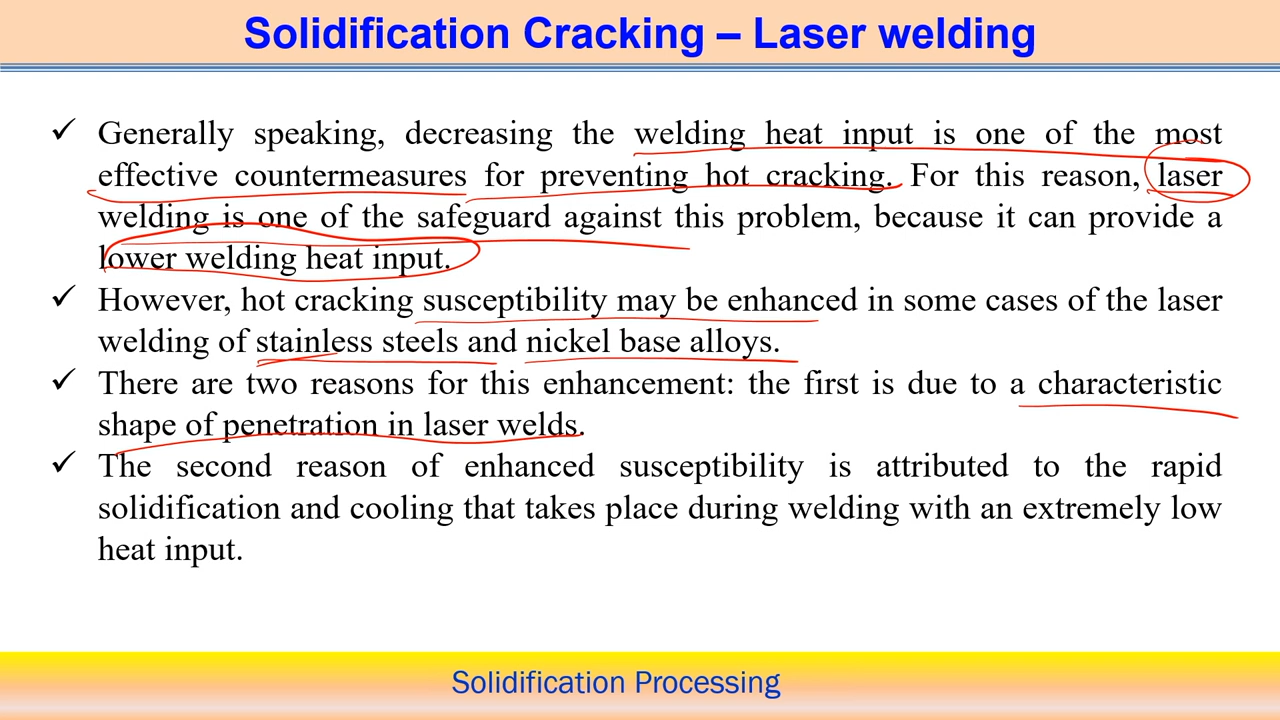 Solidification Cracking – Laser welding
✓ Generally speaking, decreasing the welding heat input is one of the most
effective countermeasures for preventing hot cracking. For this reason, laser
welding is one of the safeguard against this problem, because it can provide a
lower welding heat input.
✓ However, hot cracking susceptibility may be enhanced in some cases of the laser
welding of stainless steels and nickel base alloys.
✓ There are two reasons for this enhancement: the first is due to a characteristic
shape of penetration in laser welds.
✓ The second reason of enhanced susceptibility is attributed to the rapid
solidification and cooling that takes place during welding with an extremely low
heat input.
Solidification Processing